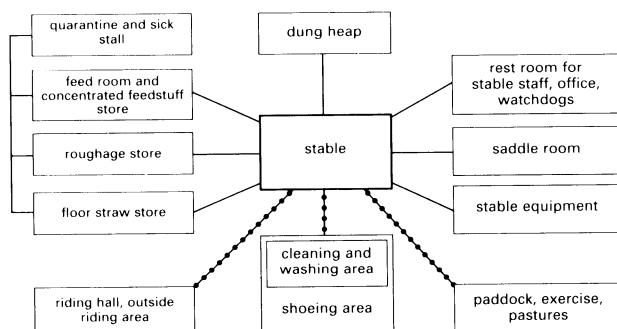 quarantine and sick
stall
dung heap
feed room and
concentrated feedstuff
store
rest room for
stable staff, office,
watchdogs
roughage store
stable
saddle room
floor straw store
stable equipment
cleaning and
washing area
shoeing area
riding hall, outside
riding area
paddock, exercise,
pastures